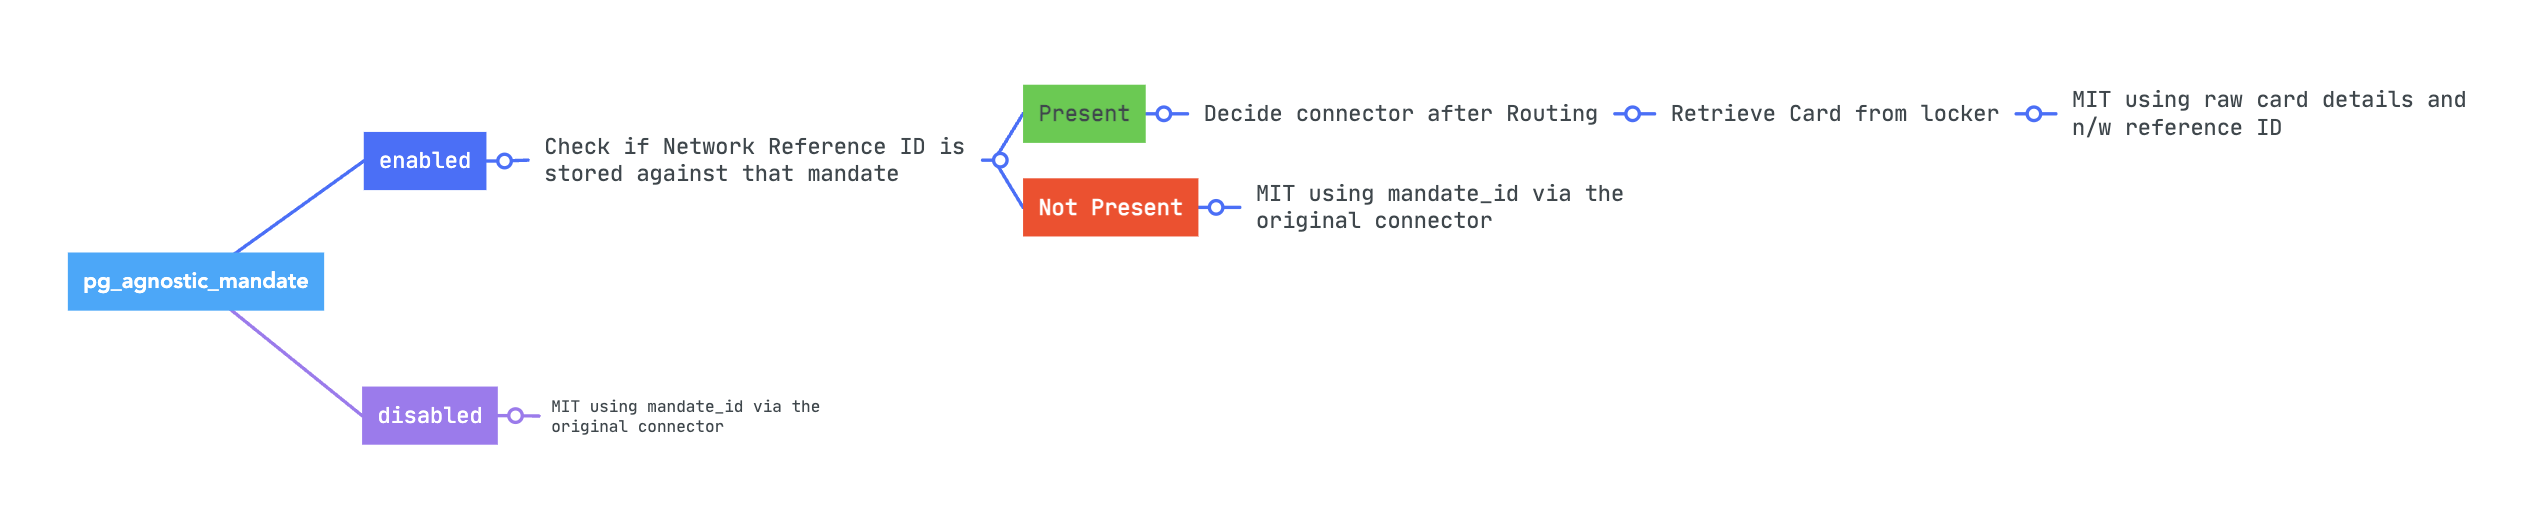 pg_agnostic_mandate
enabled
Check if Network Reference ID is
stored against that mandate
Present
Decide connector after Routing
Retrieve Card from locker
MIT using raw card details and
n/w reference ID
Not Present
MIT using mandate_id via the
original connector
disabled
MIT using mandate_id via the
original connector